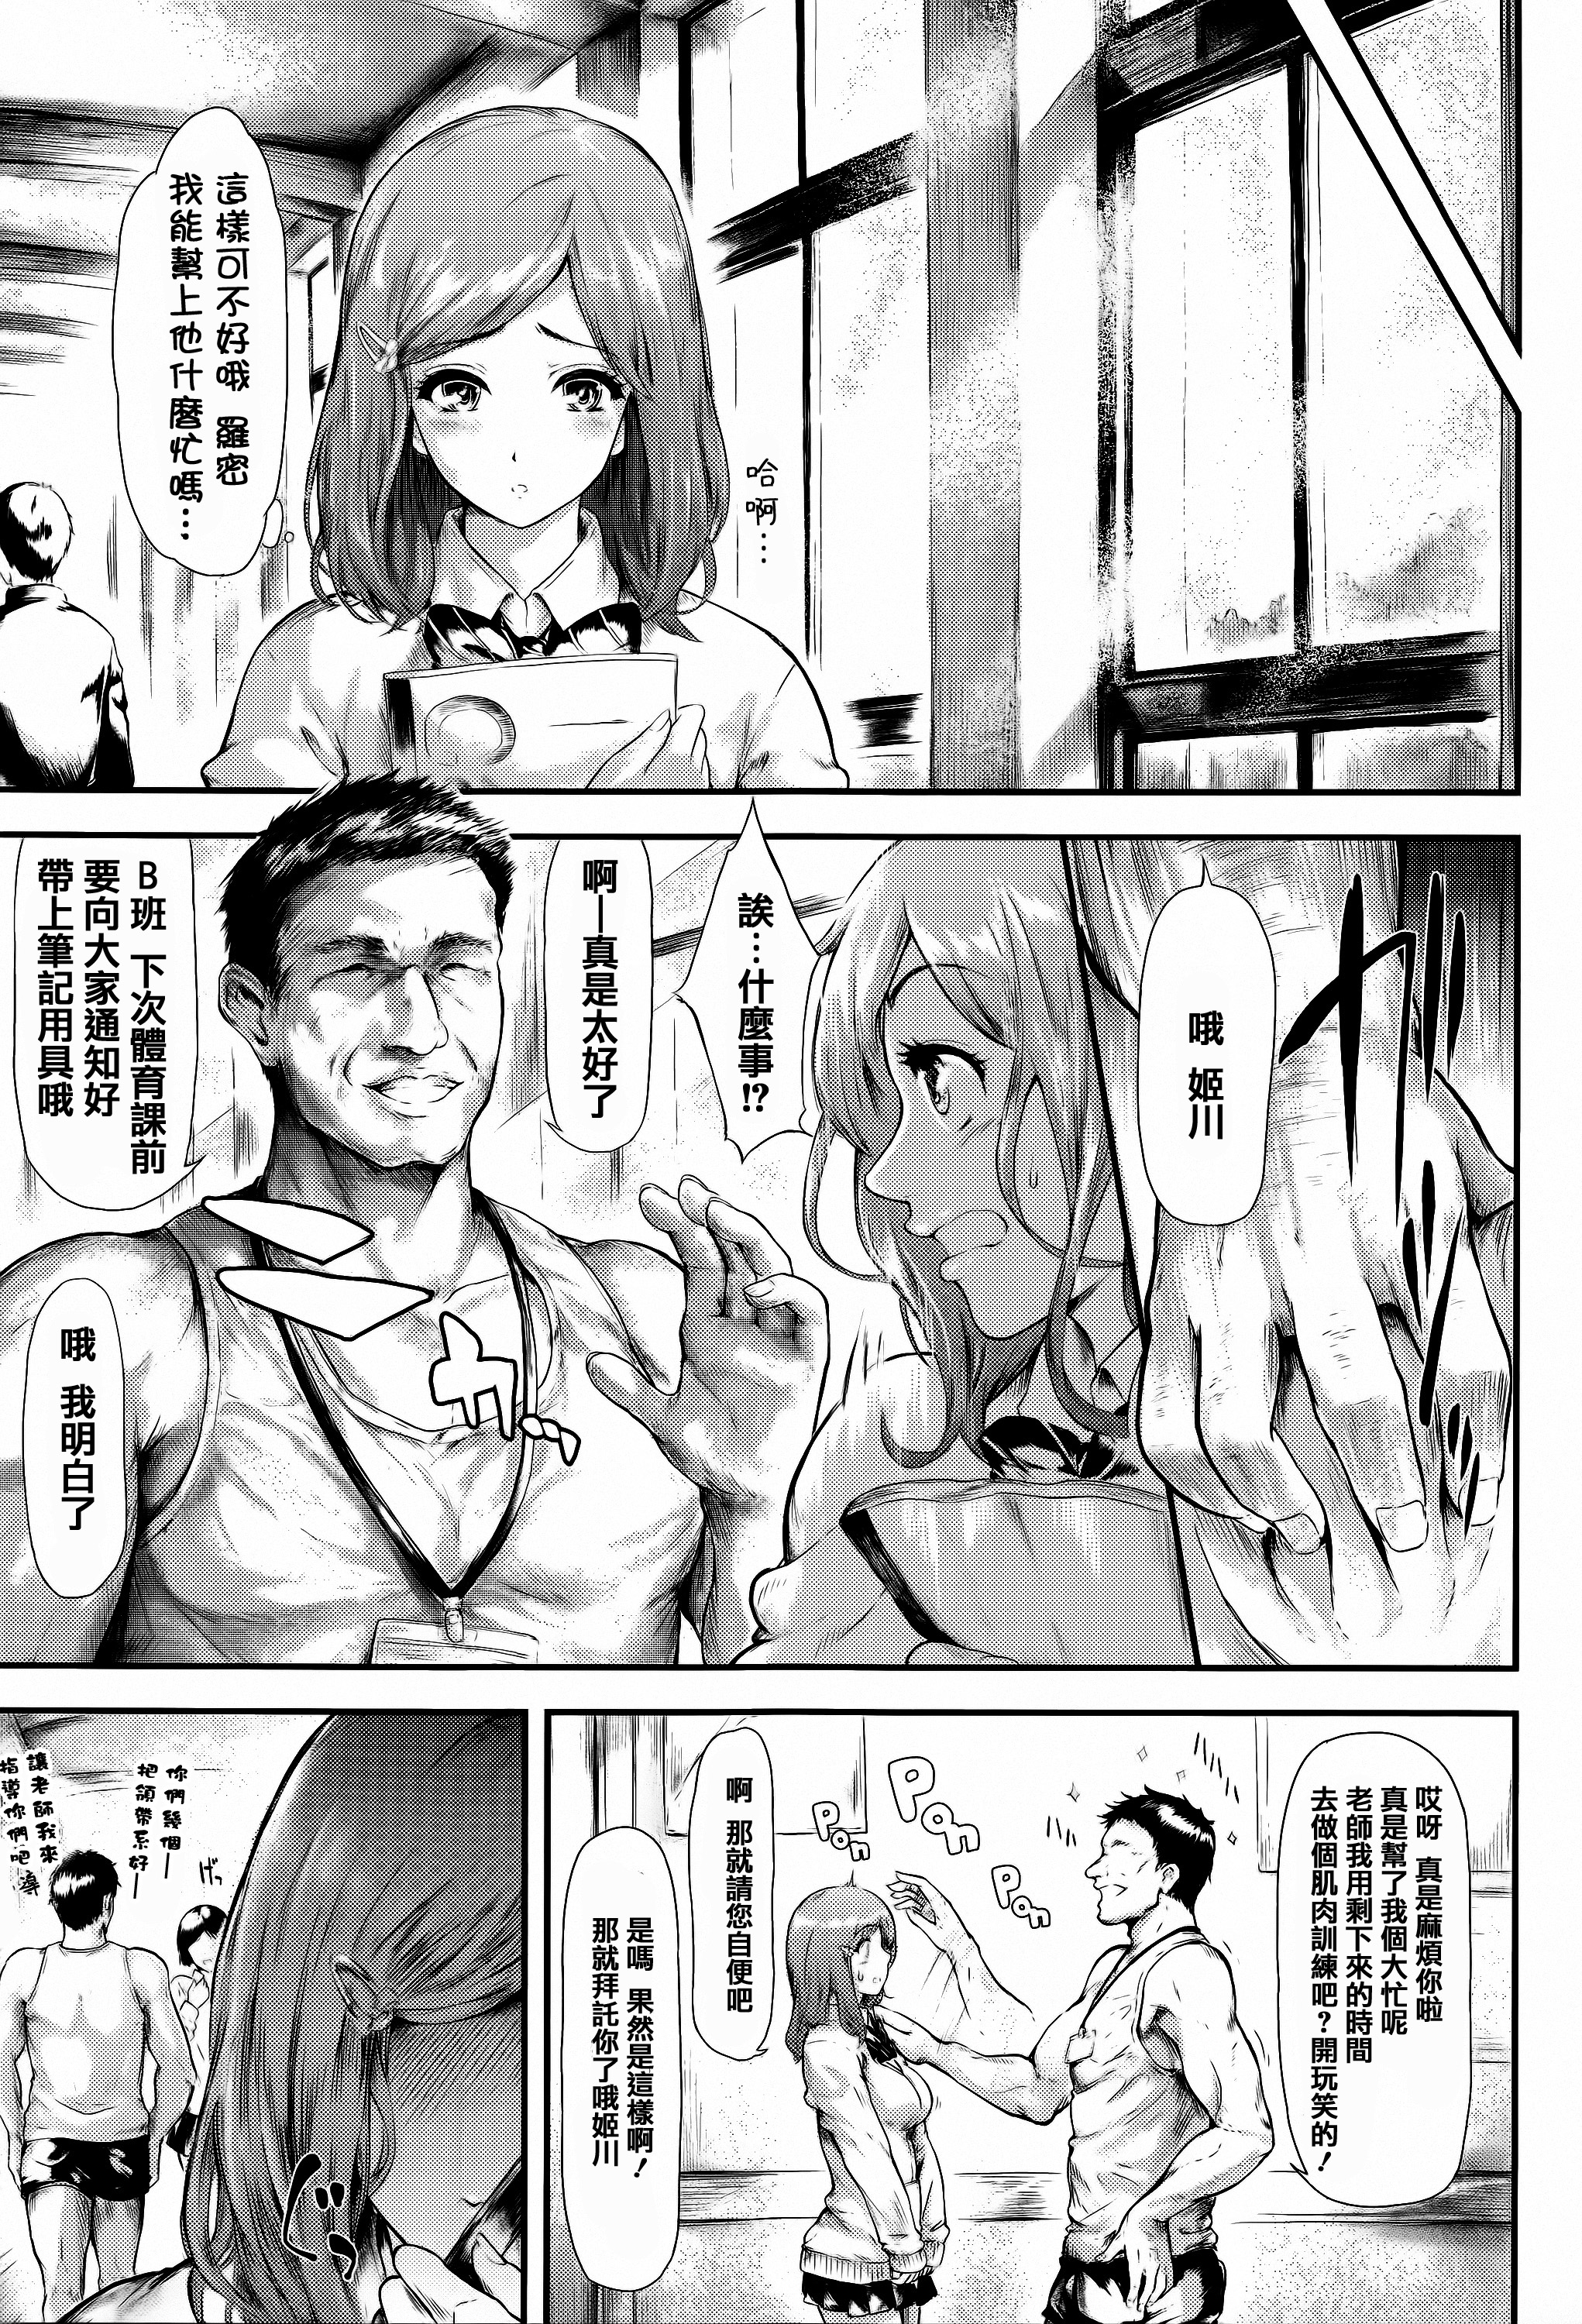 這樣可不好哦 羅密
我能幫上他什麼忙嗎…
哈啊…
ガッ
哦 姬川
誒…什麼事!?
啊—真是太好了
B班 下次體育課前
要向大家通知好
帶上筆記用具哦
哦 我明白了
哎呀 真是麻煩你啦
真是幫了我個大忙呢
老師我用剩下來的時間
去做個肌肉訓練吧？開玩笑的！
Pon
Pon
Pon
Pon
Pon
啊 那就請您自便吧
是嗎 果然是這樣啊！
那就拜託你了哦姬川
你們幾個—
把領帶系好—
讓老師我來
指導你們吧
げっ